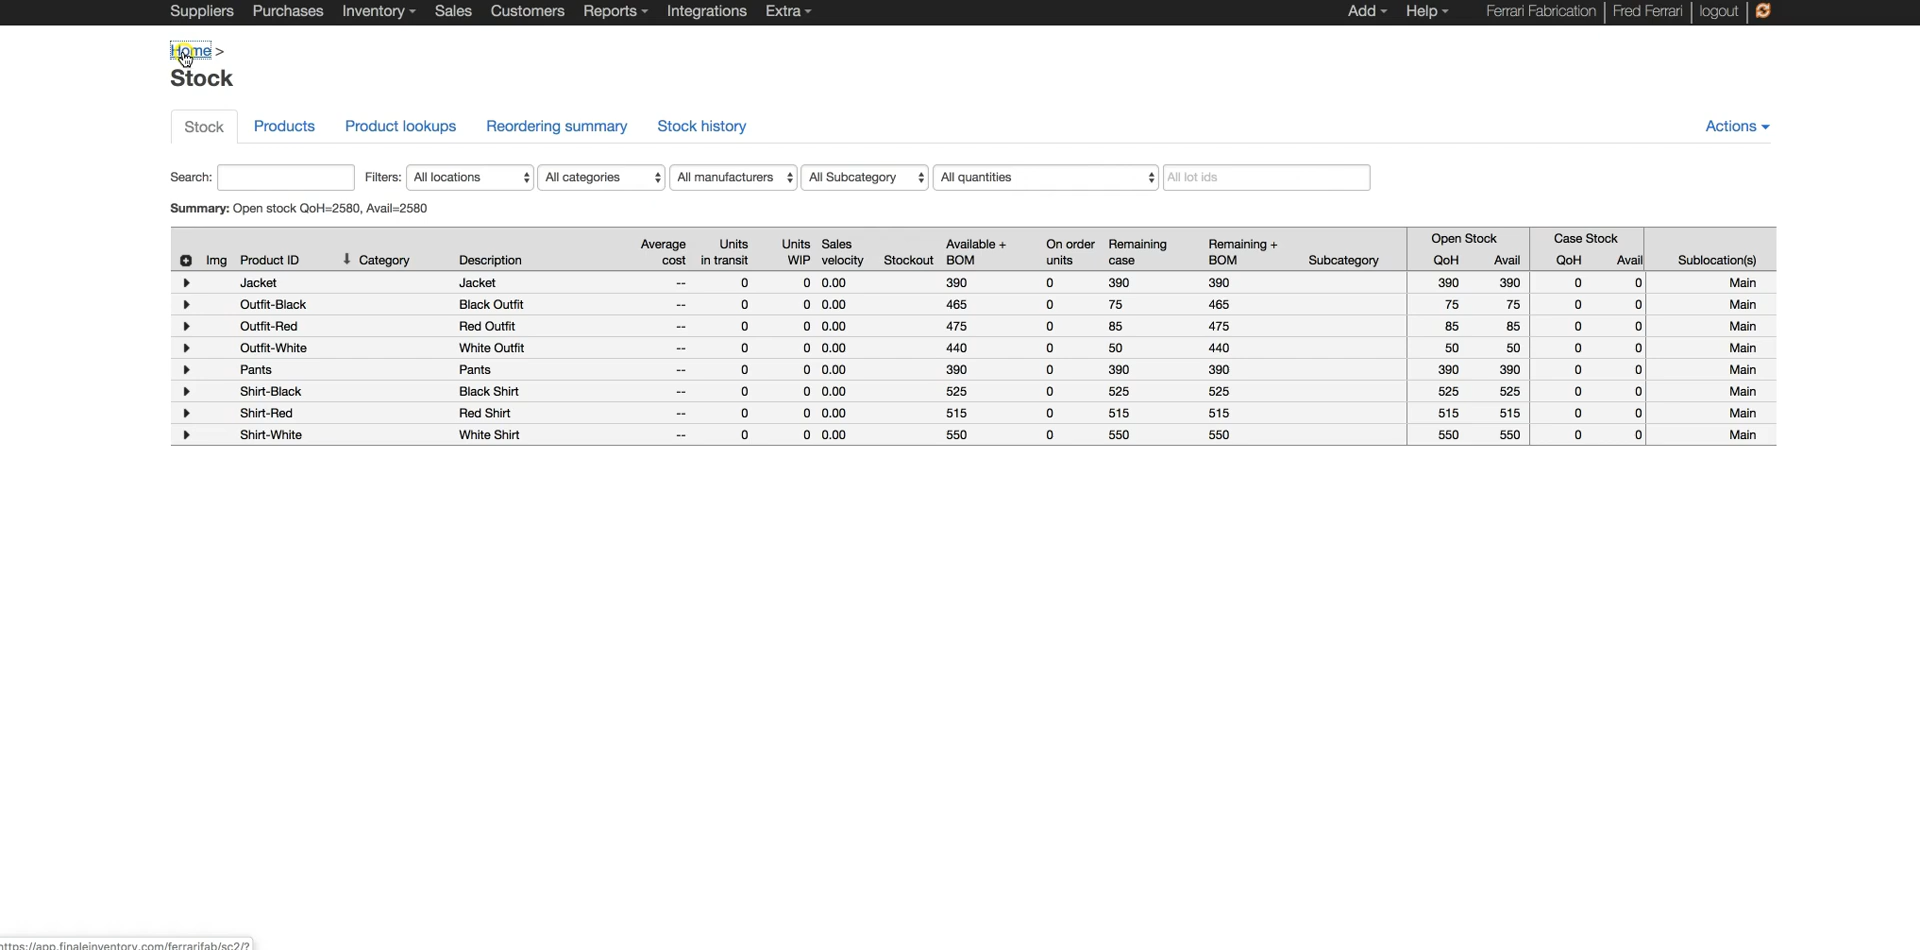 Suppliers Purchases Inventory Sales Customers Reports Integrations Extra Add Help Ferrari Fabrication Fred Ferrari logout
Home >
Stock
Stock Products Product lookups Reordering summary Stock history Actions
Search: Filters: All locations All categories All manufacturers All Subcategory All quantities All lot ids
Summary: Open stock QoH=2580, Avail=2580
Open Stock Case Stock
Average Units Units Sales Available + On order Remaining Remaining +
Img Product ID Category Description cost in transit WIP velocity Stockout BOM units case BOM Subcategory QoH Avail QoH Avail Sublocation(s)
Jacket Jacket -- 0 0 0.00 390 0 390 390 390 390 0 0 Main
Outfit-Black Black Outfit -- 0 0 0.00 465 0 75 465 75 75 0 0 Main
Outfit-Red Red Outfit -- 0 0 0.00 475 0 85 475 85 85 0 0 Main
Outfit-White White Outfit -- 0 0 0.00 440 0 50 440 50 50 0 0 Main
Pants Pants -- 0 0 0.00 390 0 390 390 390 390 0 0 Main
Shirt-Black Black Shirt -- 0 0 0.00 525 0 525 525 525 525 0 0 Main
Shirt-Red Red Shirt -- 0 0 0.00 515 0 515 515 515 515 0 0 Main
Shirt-White White Shirt -- 0 0 0.00 550 0 550 550 550 550 0 0 Main
https://app.finaleinventory.com/ferrarifab/sc2/?